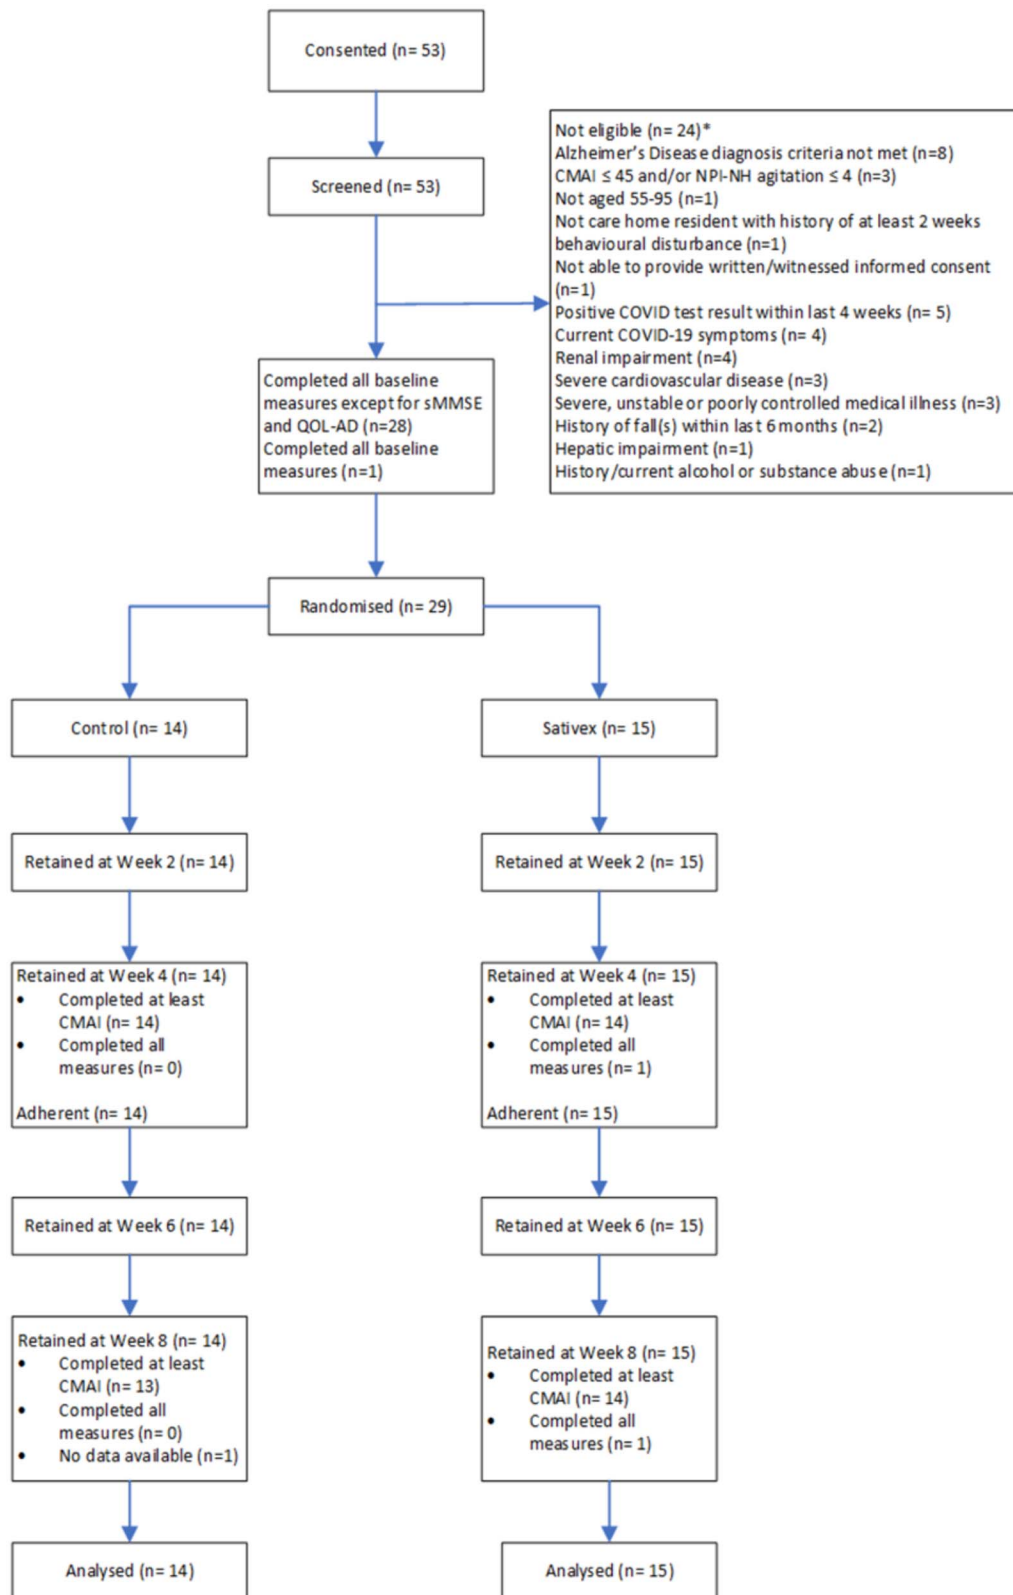 Consented (n= 53)
Screened (n= 53)
Not eligible (n= 24)*
Alzheimer's Disease diagnosis criteria not met (n=8)
CMAI ≤ 45 and/or NPI-NH agitation ≤ 4 (n=3)
Not aged 55-95 (n=1)
Not care home resident with history of at least 2 weeks
behavioural disturbance (n=1)
Not able to provide written/witnessed informed consent
(n=1)
Positive COVID test result within last 4 weeks (n= 5)
Current COVID-19 symptoms (n= 4)
Renal impairment (n=4)
Severe cardiovascular disease (n=3)
Severe, unstable or poorly controlled medical illness (n=3)
History of fall(s) within last 6 months (n=2)
Hepatic impairment (n=1)
History/current alcohol or substance abuse (n=1)
Completed all baseline
measures except for sMMSE
and QOL-AD (n=28)
Completed all baseline
measures (n=1)
Randomised (n= 29)
Control (n= 14)
Sativex (n= 15)
Retained at Week 2 (n= 14)
Retained at Week 2 (n= 15)
Retained at Week 4 (n= 14)
• Completed at least
CMAI (n= 14)
• Completed all
measures (n= 0)
Adherent (n= 14)
Retained at Week 4 (n= 15)
• Completed at least
CMAI (n= 14)
• Completed all
measures (n= 1)
Adherent (n= 15)
Retained at Week 6 (n= 14)
Retained at Week 6 (n= 15)
Retained at Week 8 (n= 14)
• Completed at least
CMAI (n= 13)
• Completed all
measures (n= 0)
• No data available (n=1)
Retained at Week 8 (n= 15)
• Completed at least
CMAI (n= 14)
• Completed all
measures (n= 1)
Analysed (n= 14)
Analysed (n= 15)